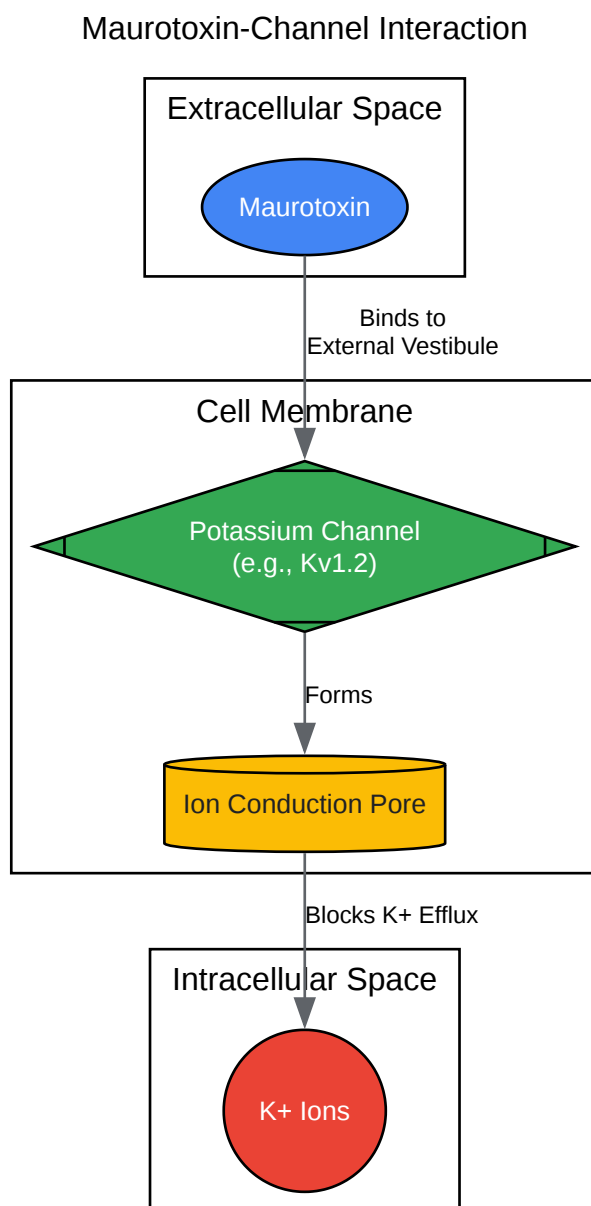 Maurotoxin-Channel Interaction
Extracellular Space
Maurotoxin
Binds to
External Vestibule
Cell Membrane
Potassium Channel
(e.g., Kv1.2)
Forms
Ion Conduction Pore
Blocks K+ Efflux
Intracellular Space
K+ Ions